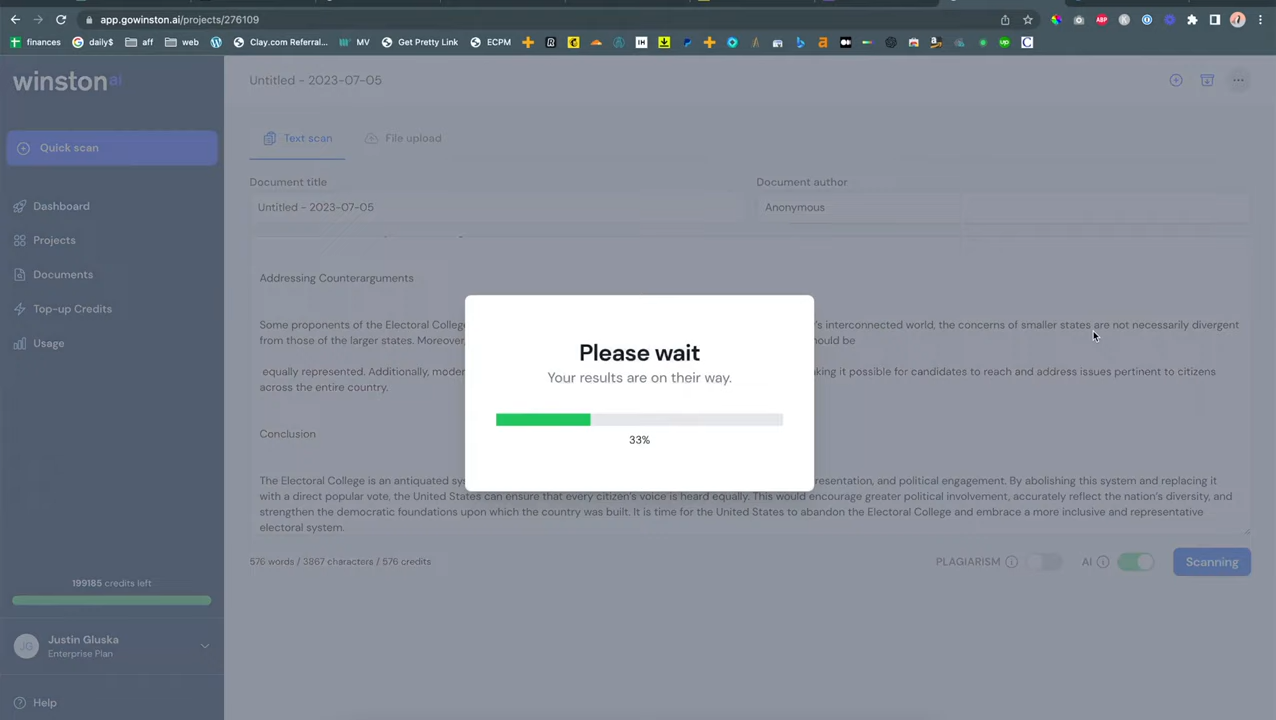 app.gowinston.ai/projects/276109
finances
daily$
aff
web
Clay.com Referral...
MV
Get Pretty Link
ECPM
winston ai
Untitled - 2023-07-05
Quick scan
Text scan
File upload
Document title
Document author
Untitled - 2023-07-05
Anonymous
Dashboard
Projects
Documents
Top-up Credits
Usage
Addressing Counterarguments
Some proponents of the Electoral College 's interconnected world, the concerns of smaller states are not necessarily divergent
from those of the larger states. Moreover, should be
equally represented. Additionally, moder king it possible for candidates to reach and address issues pertinent to citizens
across the entire country.
Please wait
Your results are on their way.
33%
Conclusion
The Electoral College is an antiquated sy resentation, and political engagement. By abolishing this system and replacing it
with a direct popular vote, the United States can ensure that every citizen's voice is heard equally. This would encourage greater political involvement, accurately reflect the nation's diversity, and
strengthen the democratic foundations upon which the country was built. It is time for the United States to abandon the Electoral College and embrace a more inclusive and representative
electoral system.
576 words / 3867 characters / 576 credits
PLAGIARISM
AI
Scanning
199185 credits left
JG
Justin Gluska
Enterprise Plan
Help